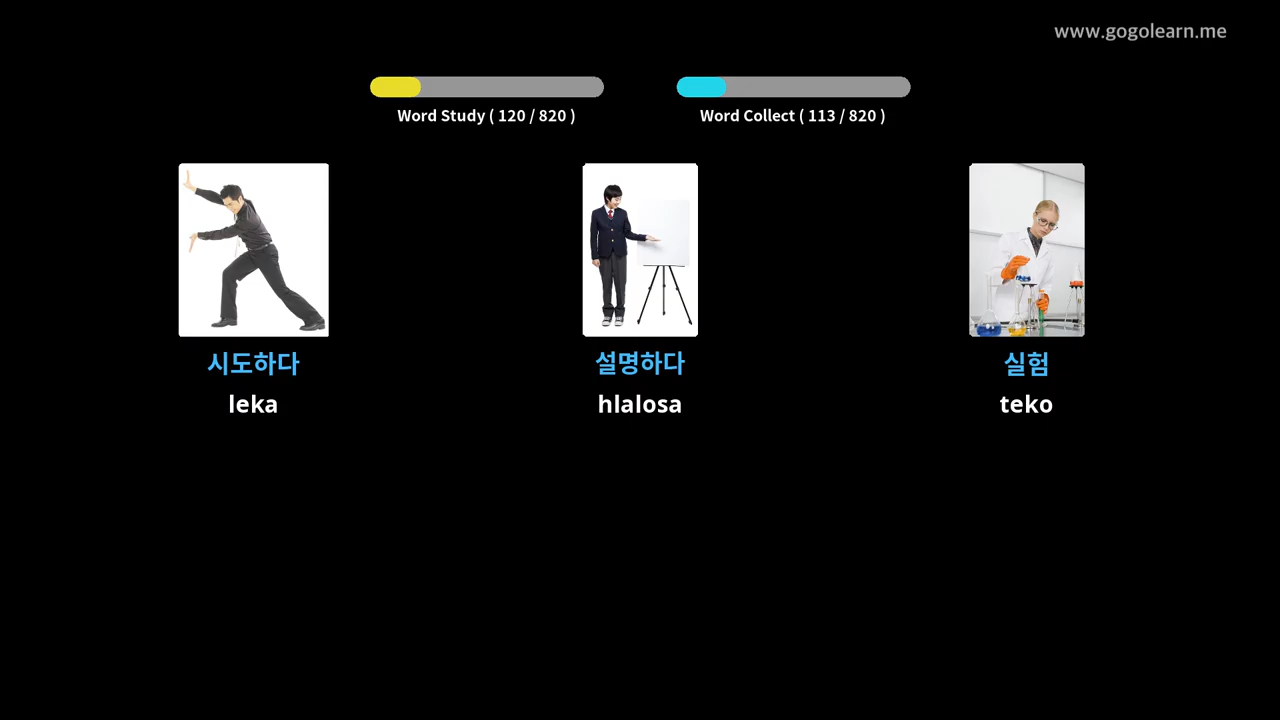 www.gogolearn.me
Word Study ( 120 / 820 )
Word Collect ( 113 / 820 )
시도하다
설명하다
실험
leka
hlalosa
teko